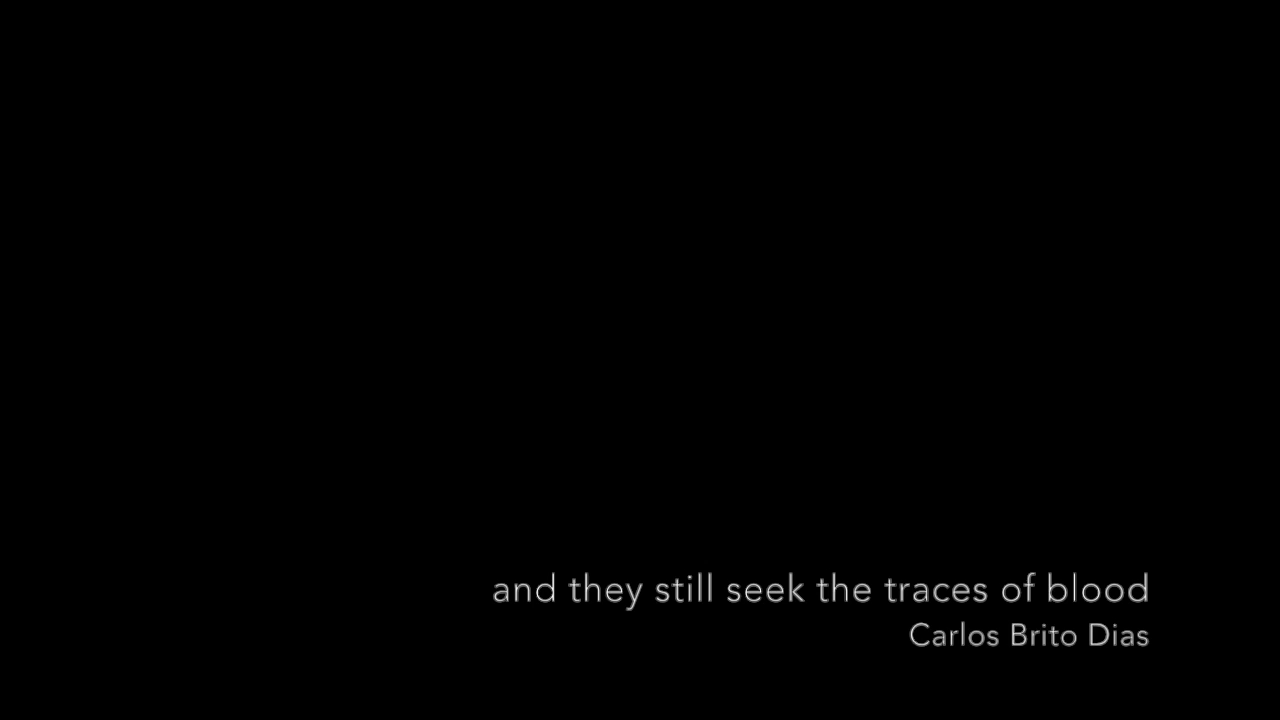 and they still seek the traces of blood
Carlos Brito Dias